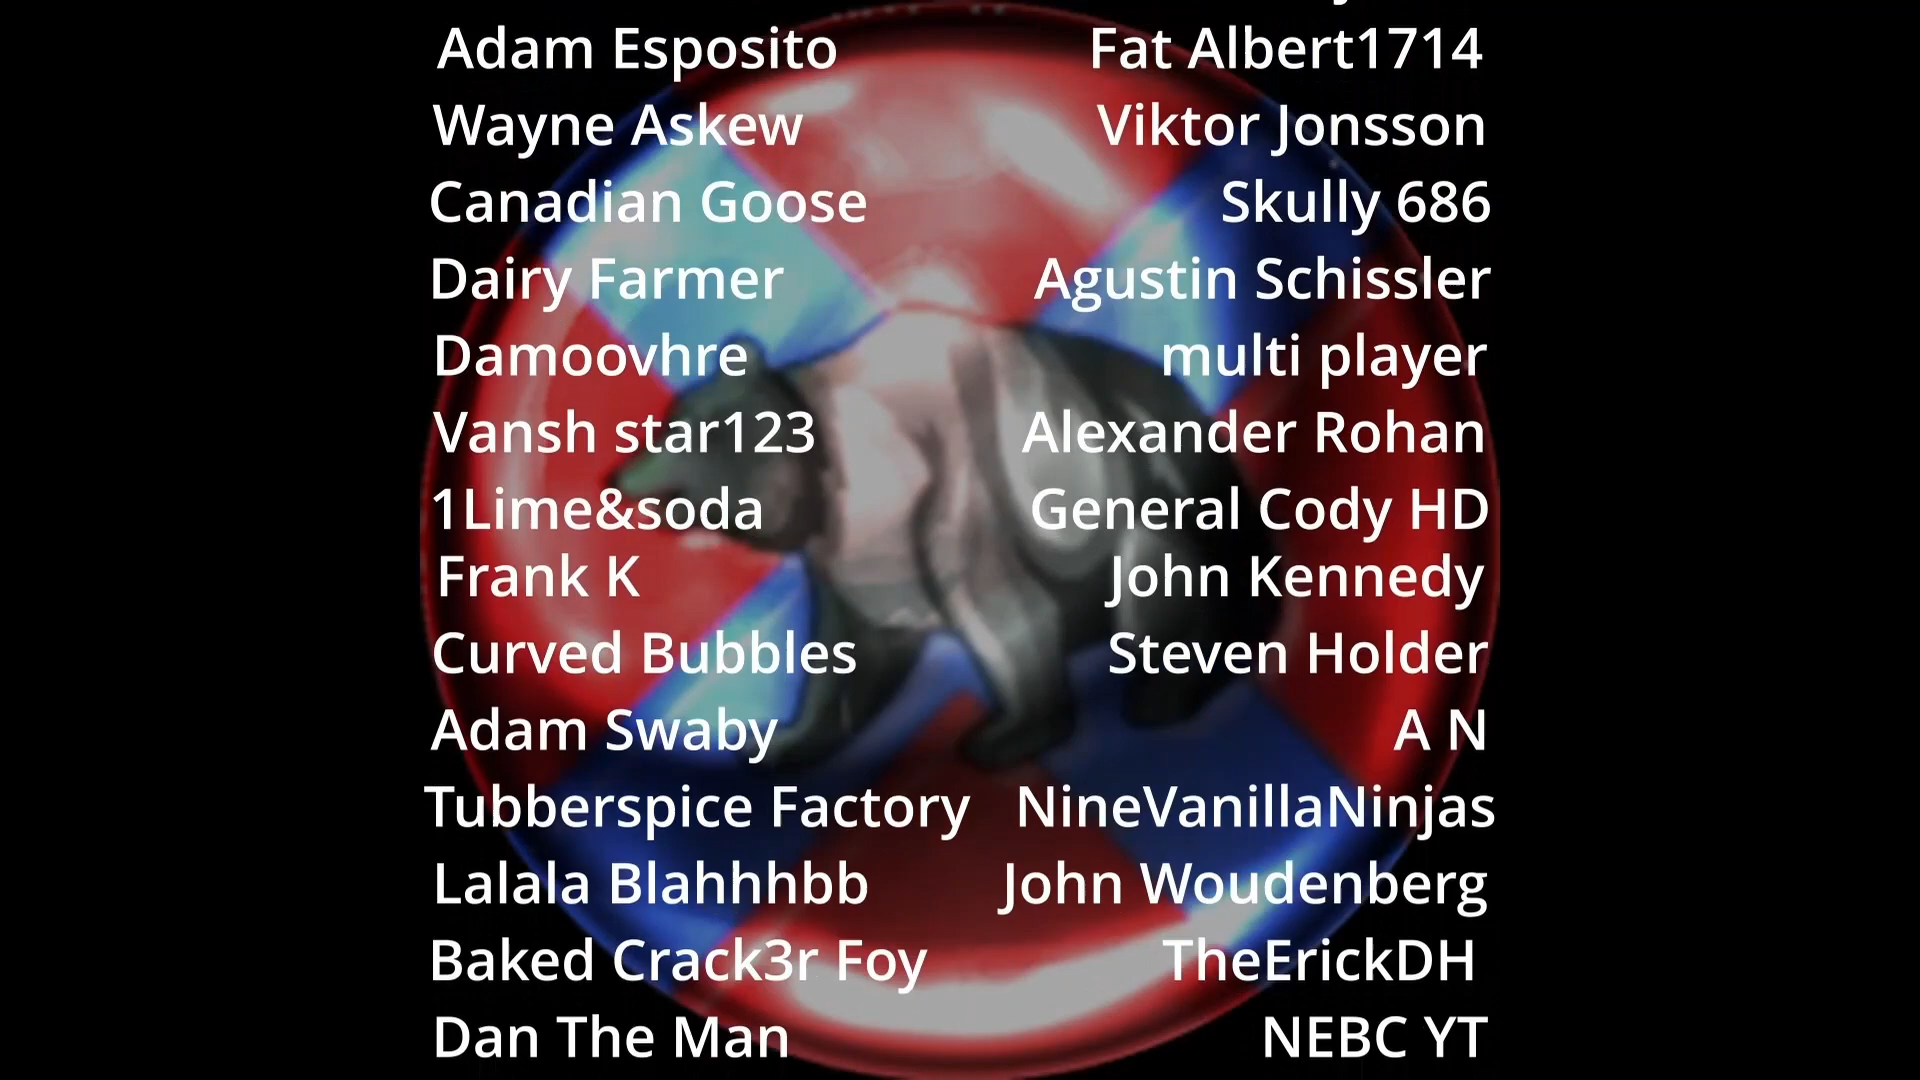 Adam Esposito Fat Albert1714
Wayne Askew Viktor Jonsson
Canadian Goose Skully 686
Dairy Farmer Agustin Schissler
Damoovhre multi player
Vansh star123 Alexander Rohan
1Lime&soda General Cody HD
Frank K John Kennedy
Curved Bubbles Steven Holder
Adam Swaby A N
Tubberspice Factory NineVanillaNinjas
Lalala Blahhhbb John Woudenberg
Baked Crack3r Foy TheErickDH
Dan The Man NEBC YT